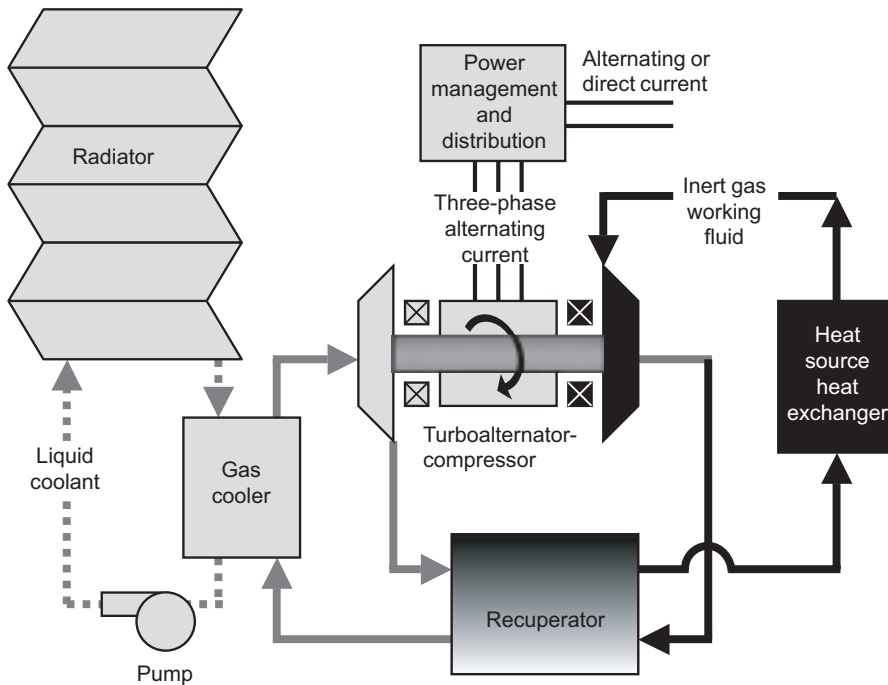 Radiator
Power
management
and
distribution
Alternating or
direct current
Three-phase
alternating
current
Inert gas
working
fluid
Heat
source
heat
exchanger
Turboalternator-
compressor
Liquid
coolant
Gas
cooler
Recuperator
Pump